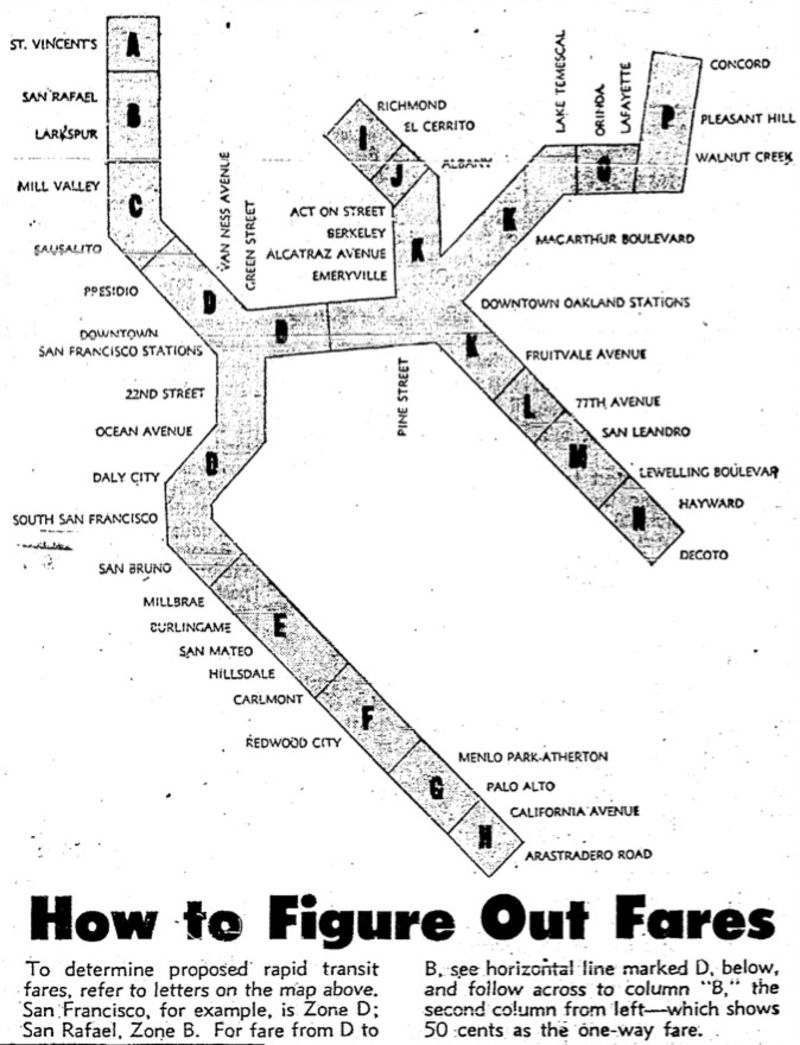 ST. VINCENT'S
A
SAN RAFAEL
B
LARKSPUR
MILL VALLEY
C
SAUSALITO
PRESIDIO
D
VAN NESS AVENUE
GREEN STREET
DOWNTOWN
SAN FRANCISCO STATIONS
D
22ND STREET
OCEAN AVENUE
D
DALY CITY
SOUTH SAN FRANCISCO
SAN BRUNO
MILLBRAE
BURLINGAME
E
SAN MATEO
HILLSDALE
CARLMONT
F
REDWOOD CITY
MENLO PARK-ATHERTON
G
PALO ALTO
CALIFORNIA AVENUE
H
ARASTRADERO ROAD
RICHMOND
I
EL CERRITO
J
ALBANY
ACT ON STREET
BERKELEY
K
ALCATRAZ AVENUE
EMERYVILLE
PINE STREET
LAKE TEMESCAL
ORINDA
LAFAYETTE
CONCORD
P
PLEASANT HILL
WALNUT CREEK
K
MACARTHUR BOULEVARD
DOWNTOWN OAKLAND STATIONS
K
FRUITVALE AVENUE
L
77TH AVENUE
SAN LEANDRO
M
LEWELLING BOULEVAR
HAYWARD
N
DECOTO
How to Figure Out Fares
To determine proposed rapid transit
fares, refer to letters on the map above.
San Francisco, for example, is Zone D;
San Rafael, Zone B. For fare from D to
B, see horizontal line marked D, below,
and follow across to column "B," the
second column from left—which shows
50 cents as the one-way fare.